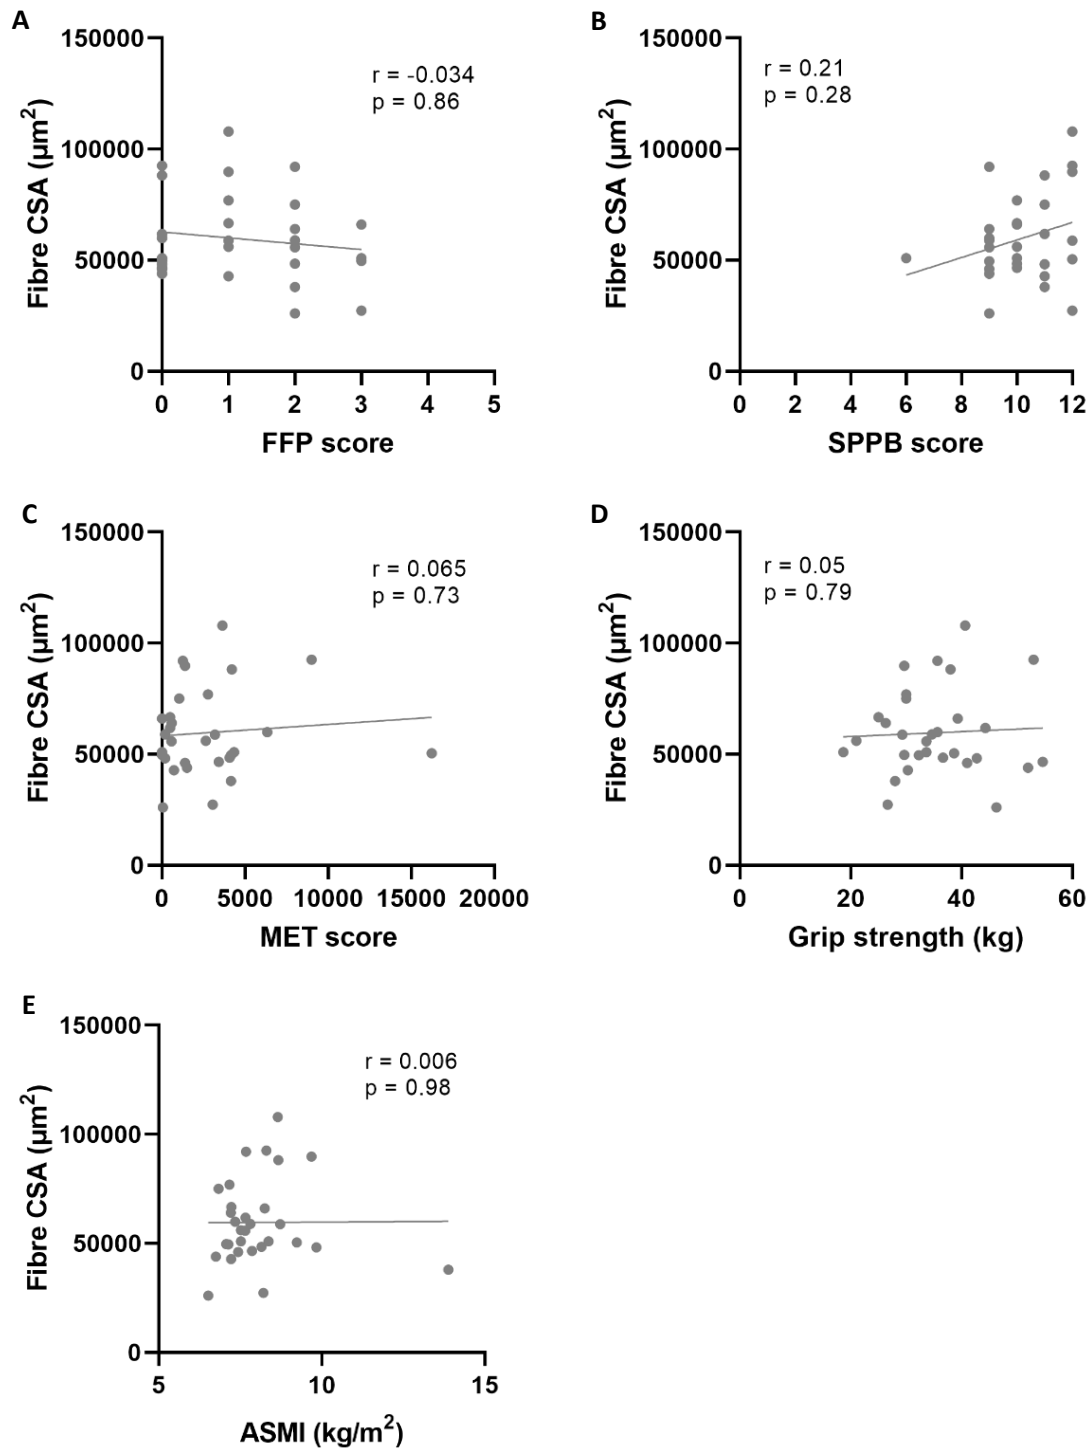 A
150000
100000
50000
0
Fibre CSA (µm²)
r = -0.034
p = 0.86
0 1 2 3 4 5
FFP score
B
150000
100000
50000
0
Fibre CSA (µm²)
r = 0.21
p = 0.28
0 2 4 6 8 10 12
SPPB score
C
150000
100000
50000
0
Fibre CSA (µm²)
r = 0.065
p = 0.73
0 5000 10000 15000 20000
MET score
D
150000
100000
50000
0
Fibre CSA (µm²)
r = 0.05
p = 0.79
0 20 40 60
Grip strength (kg)
E
150000
100000
50000
0
Fibre CSA (µm²)
r = 0.006
p = 0.98
5 10 15
ASMI (kg/m²)